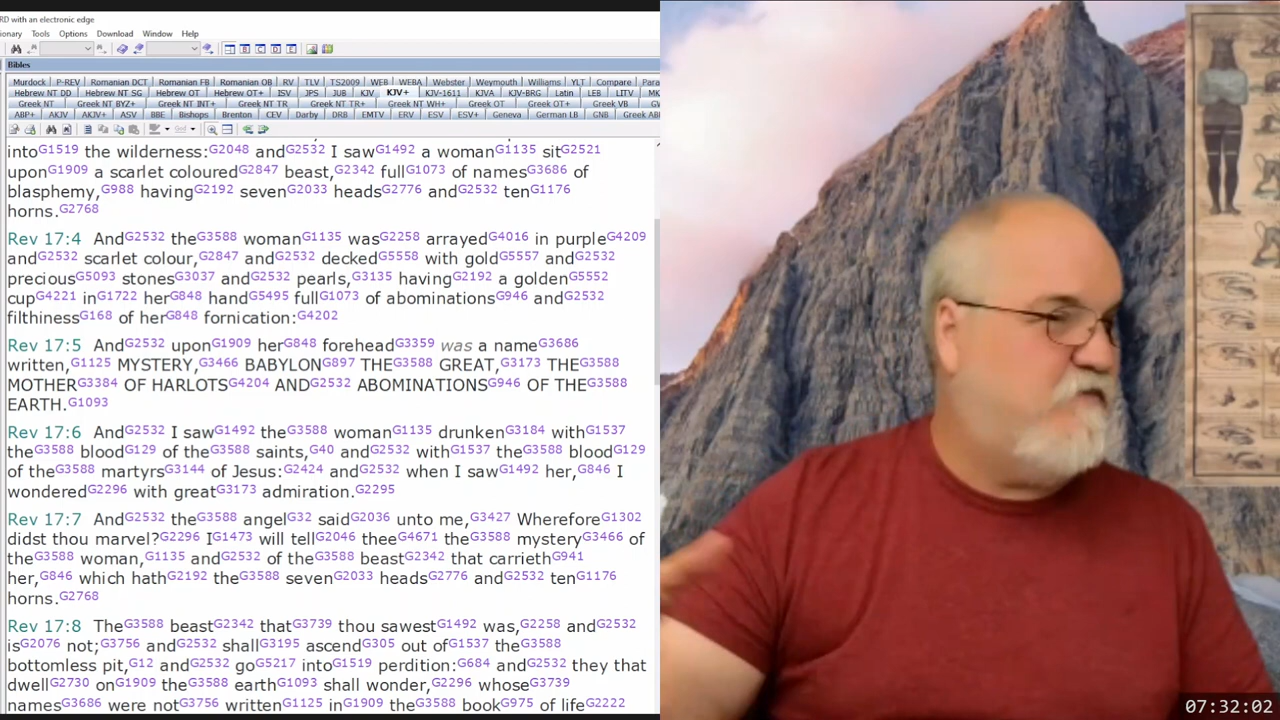 RD with an electronic edge
ionary Tools Options Download Window Help
Bibles
Murdock P-REV Romanian DCT Romanian FB Romanian OB RV TLV TS2009 WEB WEBA Webster Weymouth Williams YLT Compare Para
Hebrew NT DD Hebrew NT SG Hebrew OT Hebrew OT+ ISV JPS JUB KJV KJV+ KJV-1611 KJVA KJV-BRG Latin LEB LITV
Greek NT Greek NT BYZ+ Greek NT INT+ Greek NT TR Greek NT TR+ Greek NT WH+ Greek OT Greek OT+ Greek VB
ABP+ AKJV AKJV+ ASV BBE Bishops Brenton CEV Darby DRB EMTV ERV ESV ESV+ Geneva German LB GNB Greek AB
intoG1519 the wilderness:G2048 andG2532 I sawG1492 a womanG1135 sitG2521
uponG1909 a scarlet colouredG2847 beast,G2342 fullG1073 of namesG3686 of
blasphemy,G988 havingG2192 sevenG2033 headsG2776 andG2532 tenG1176
horns.G2768
Rev 17:4 AndG2532 theG3588 womanG1135 wasG2258 arrayedG4016 in purpleG4209
andG2532 scarlet colour,G2847 andG2532 deckedG5558 with goldG5557 andG2532
preciousG5093 stonesG3037 andG2532 pearls,G3135 havingG2192 a goldenG5552
cupG4221 inG1722 herG848 handG5495 fullG1073 of abominationsG946 andG2532
filthinessG168 of herG848 fornication:G4202
Rev 17:5 AndG2532 uponG1909 herG848 foreheadG3359 was a nameG3686
written,G1125 MYSTERY,G3466 BABYLONG897 THEG3588 GREAT,G3173 THEG3588
MOTHERG3384 OF HARLOTSG4204 ANDG2532 ABOMINATIONSG946 OF THEG3588
EARTH.G1093
Rev 17:6 AndG2532 I sawG1492 theG3588 womanG1135 drunkenG3184 withG1537
theG3588 bloodG129 of theG3588 saints,G40 andG2532 withG1537 theG3588 bloodG129
of theG3588 martyrsG3144 of Jesus:G2424 andG2532 when I sawG1492 her,G846 I
wonderedG2296 with greatG3173 admiration.G2295
Rev 17:7 AndG2532 theG3588 angelG32 saidG2036 unto me,G3427 WhereforeG1302
didst thou marvel?G2296 IG1473 will tellG2046 theeG4671 theG3588 mysteryG3466 of
theG3588 woman,G1135 andG2532 of theG3588 beastG2342 that carriethG941
her,G846 which hathG2192 theG3588 sevenG2033 headsG2776 andG2532 tenG1176
horns.G2768
Rev 17:8 TheG3588 beastG2342 thatG3739 thou sawestG1492 was,G2258 andG2532
isG2076 not;G3756 andG2532 shallG3195 ascendG305 out ofG1537 theG3588
bottomless pit,G12 andG2532 goG5217 intoG1519 perdition:G684 andG2532 they that
dwellG2730 onG1909 theG3588 earthG1093 shall wonder,G2296 whoseG3739
namesG3686 were notG3756 writtenG1125 inG1909 theG3588 bookG975 of lifeG2222
07:32:02